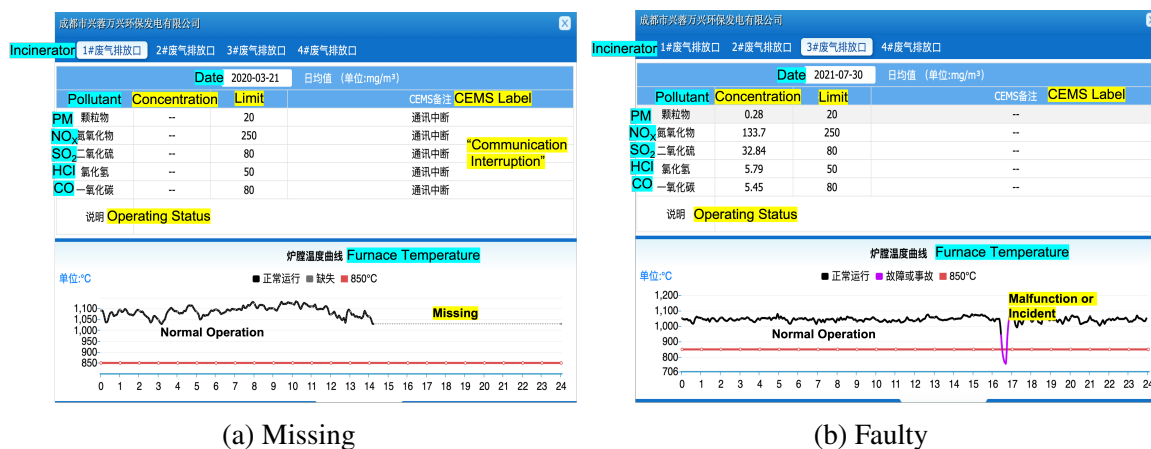 成都市兴蓉万兴环保发电有限公司
Incinerator 1#废气排放口 2#废气排放口 3#废气排放口 4#废气排放口
Date 2020-03-21 日均值 (单位:mg/m³)
Pollutant Concentration Limit CEMS备注 CEMS Label
PM 颗粒物 -- 20 通讯中断
NOX 氮氧化物 -- 250 通讯中断
SO2 二氧化硫 -- 80 通讯中断
HCl 氯化氢 -- 50 通讯中断
CO 一氧化碳 -- 80 通讯中断
“Communication
Interruption”
说明 Operating Status
炉膛温度曲线 Furnace Temperature
单位:°C
正常运行 缺失 850°C
1,100
1,050
1,000
950
900
850
Normal Operation
Missing
0 1 2 3 4 5 6 7 8 9 10 11 12 13 14 15 16 17 18 19 20 21 22 23 24
(a) Missing
成都市兴蓉万兴环保发电有限公司
Incinerator 1#废气排放口 2#废气排放口 3#废气排放口 4#废气排放口
Date 2021-07-30 日均值 (单位:mg/m³)
Pollutant Concentration Limit CEMS备注 CEMS Label
PM 颗粒物 0.28 20 --
NOX 氮氧化物 133.7 250 --
SO2 二氧化硫 32.84 80 --
HCl 氯化氢 5.79 50 --
CO 一氧化碳 5.45 80 --
说明 Operating Status
炉膛温度曲线 Furnace Temperature
单位:°C
正常运行 故障或事故 850°C
1,200
1,100
1,000
900
800
706
Normal Operation
Malfunction or
Incident
0 1 2 3 4 5 6 7 8 9 10 11 12 13 14 15 16 17 18 19 20 21 22 23 24
(b) Faulty